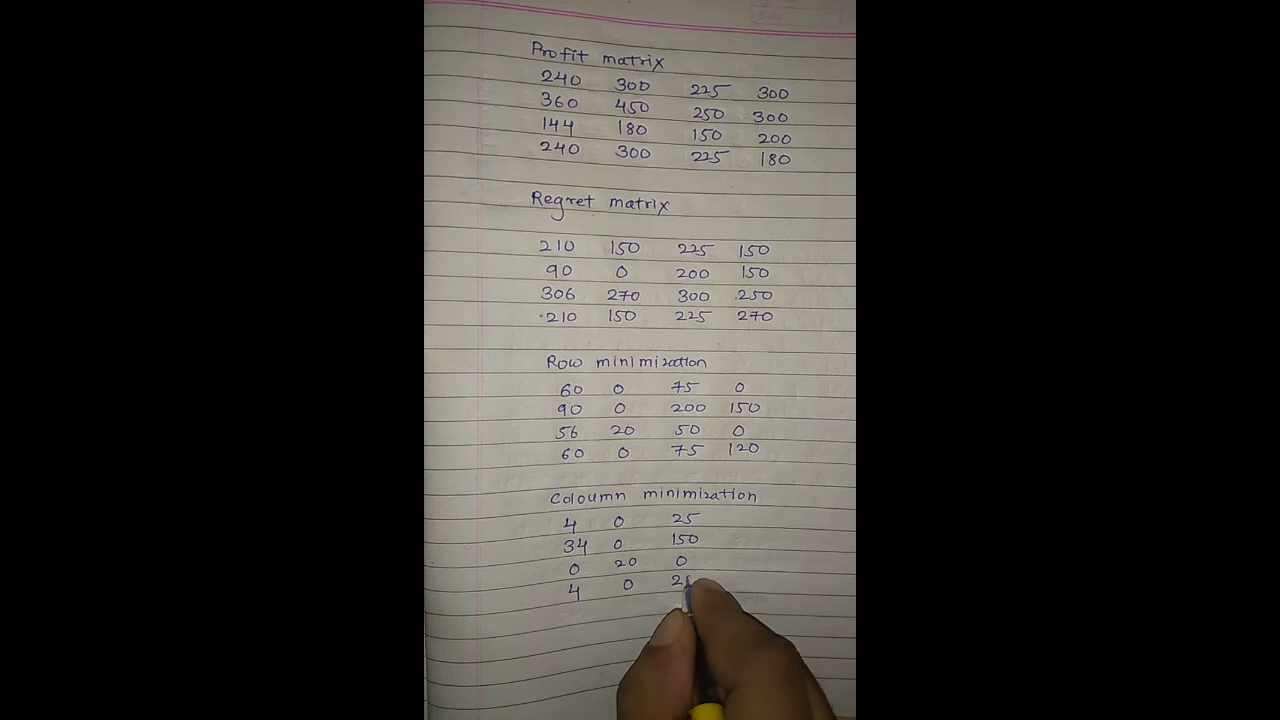 Profit matrix
240 300 225 300
360 450 250 300
144 180 150 200
240 300 225 180
Regret matrix
210 150 225 150
90 0 200 150
306 270 300 250
210 150 225 270
Row minimization
60 0 75 0
90 0 200 150
56 20 50 0
60 0 75 120
Coloumn minimization
4 0 25
34 0 150
0 20 0
4 0